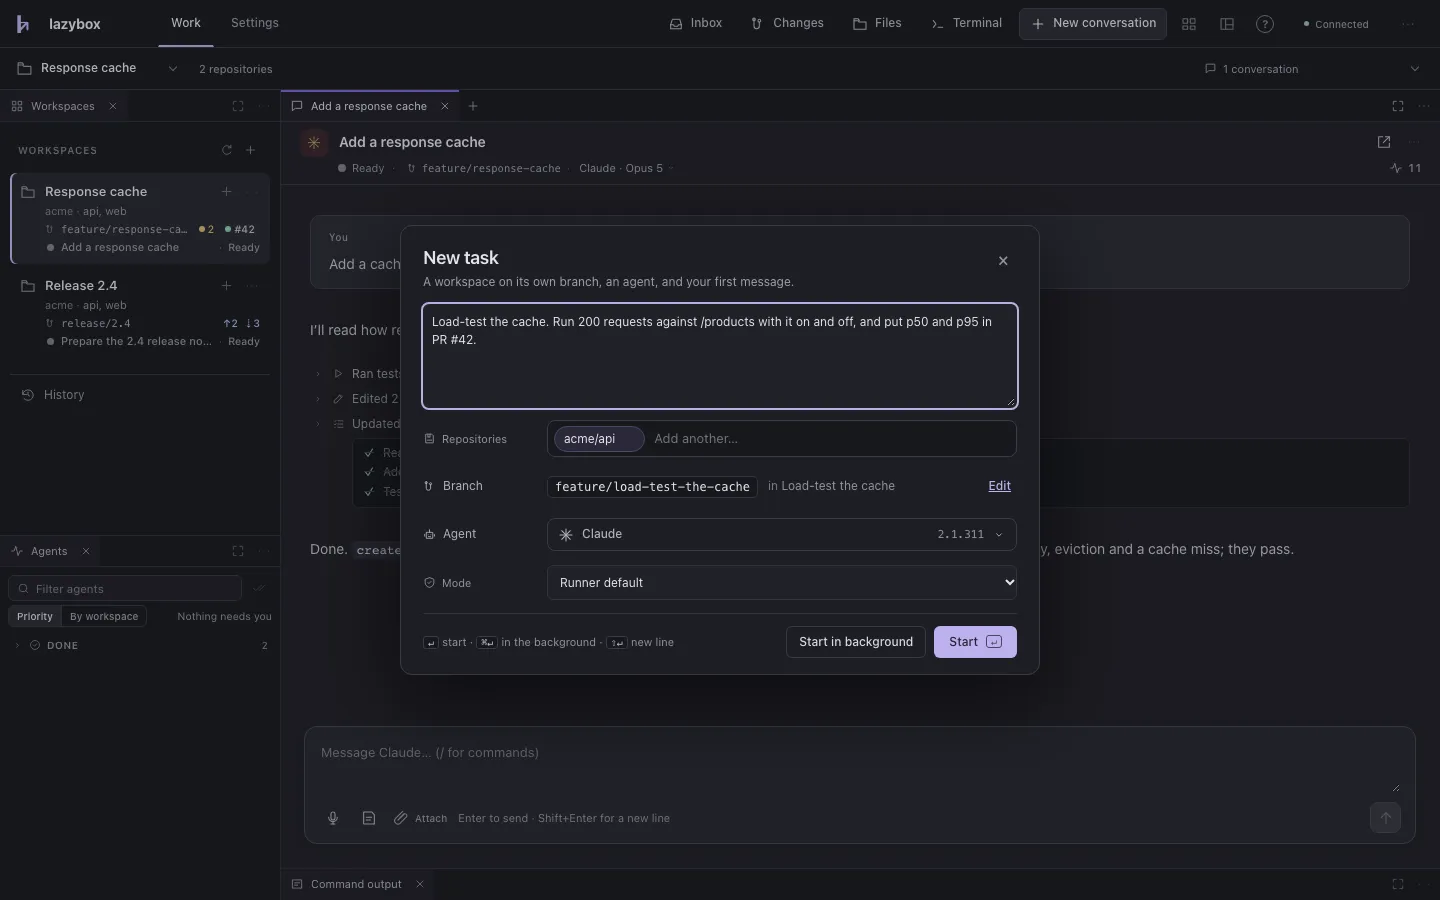 lazybox
Work
Settings
Inbox
Changes
Files
Terminal
New conversation
Connected
Response cache
2 repositories
1 conversation
Workspaces
Add a response cache
WORKSPACES
Response cache
acme · api, web
feature/response-ca…
2
#42
Add a response cache
· Ready
Release 2.4
acme · api, web
release/2.4
↑2 ↓3
Prepare the 2.4 release no…
· Ready
History
Add a response cache
Ready · feature/response-cache · Claude · Opus 5
11
You
Add a cach
I'll read how re
Ran test
Edited 2
Updated
Rea
Add
Tes
Done. create
y, eviction and a cache miss; they pass.
New task
A workspace on its own branch, an agent, and your first message.
Load-test the cache. Run 200 requests against /products with it on and off, and put p50 and p95 in
PR #42.
Repositories
acme/api
Add another…
Branch
feature/load-test-the-cache
in Load-test the cache
Edit
Agent
Claude
2.1.311
Mode
Runner default
↵ start · ⌘↵ in the background · ⇧↵ new line
Start in background
Start ↵
Agents
Filter agents
Priority
By workspace
Nothing needs you
DONE
2
Message Claude… (/ for commands)
Attach
Enter to send · Shift+Enter for a new line
Command output